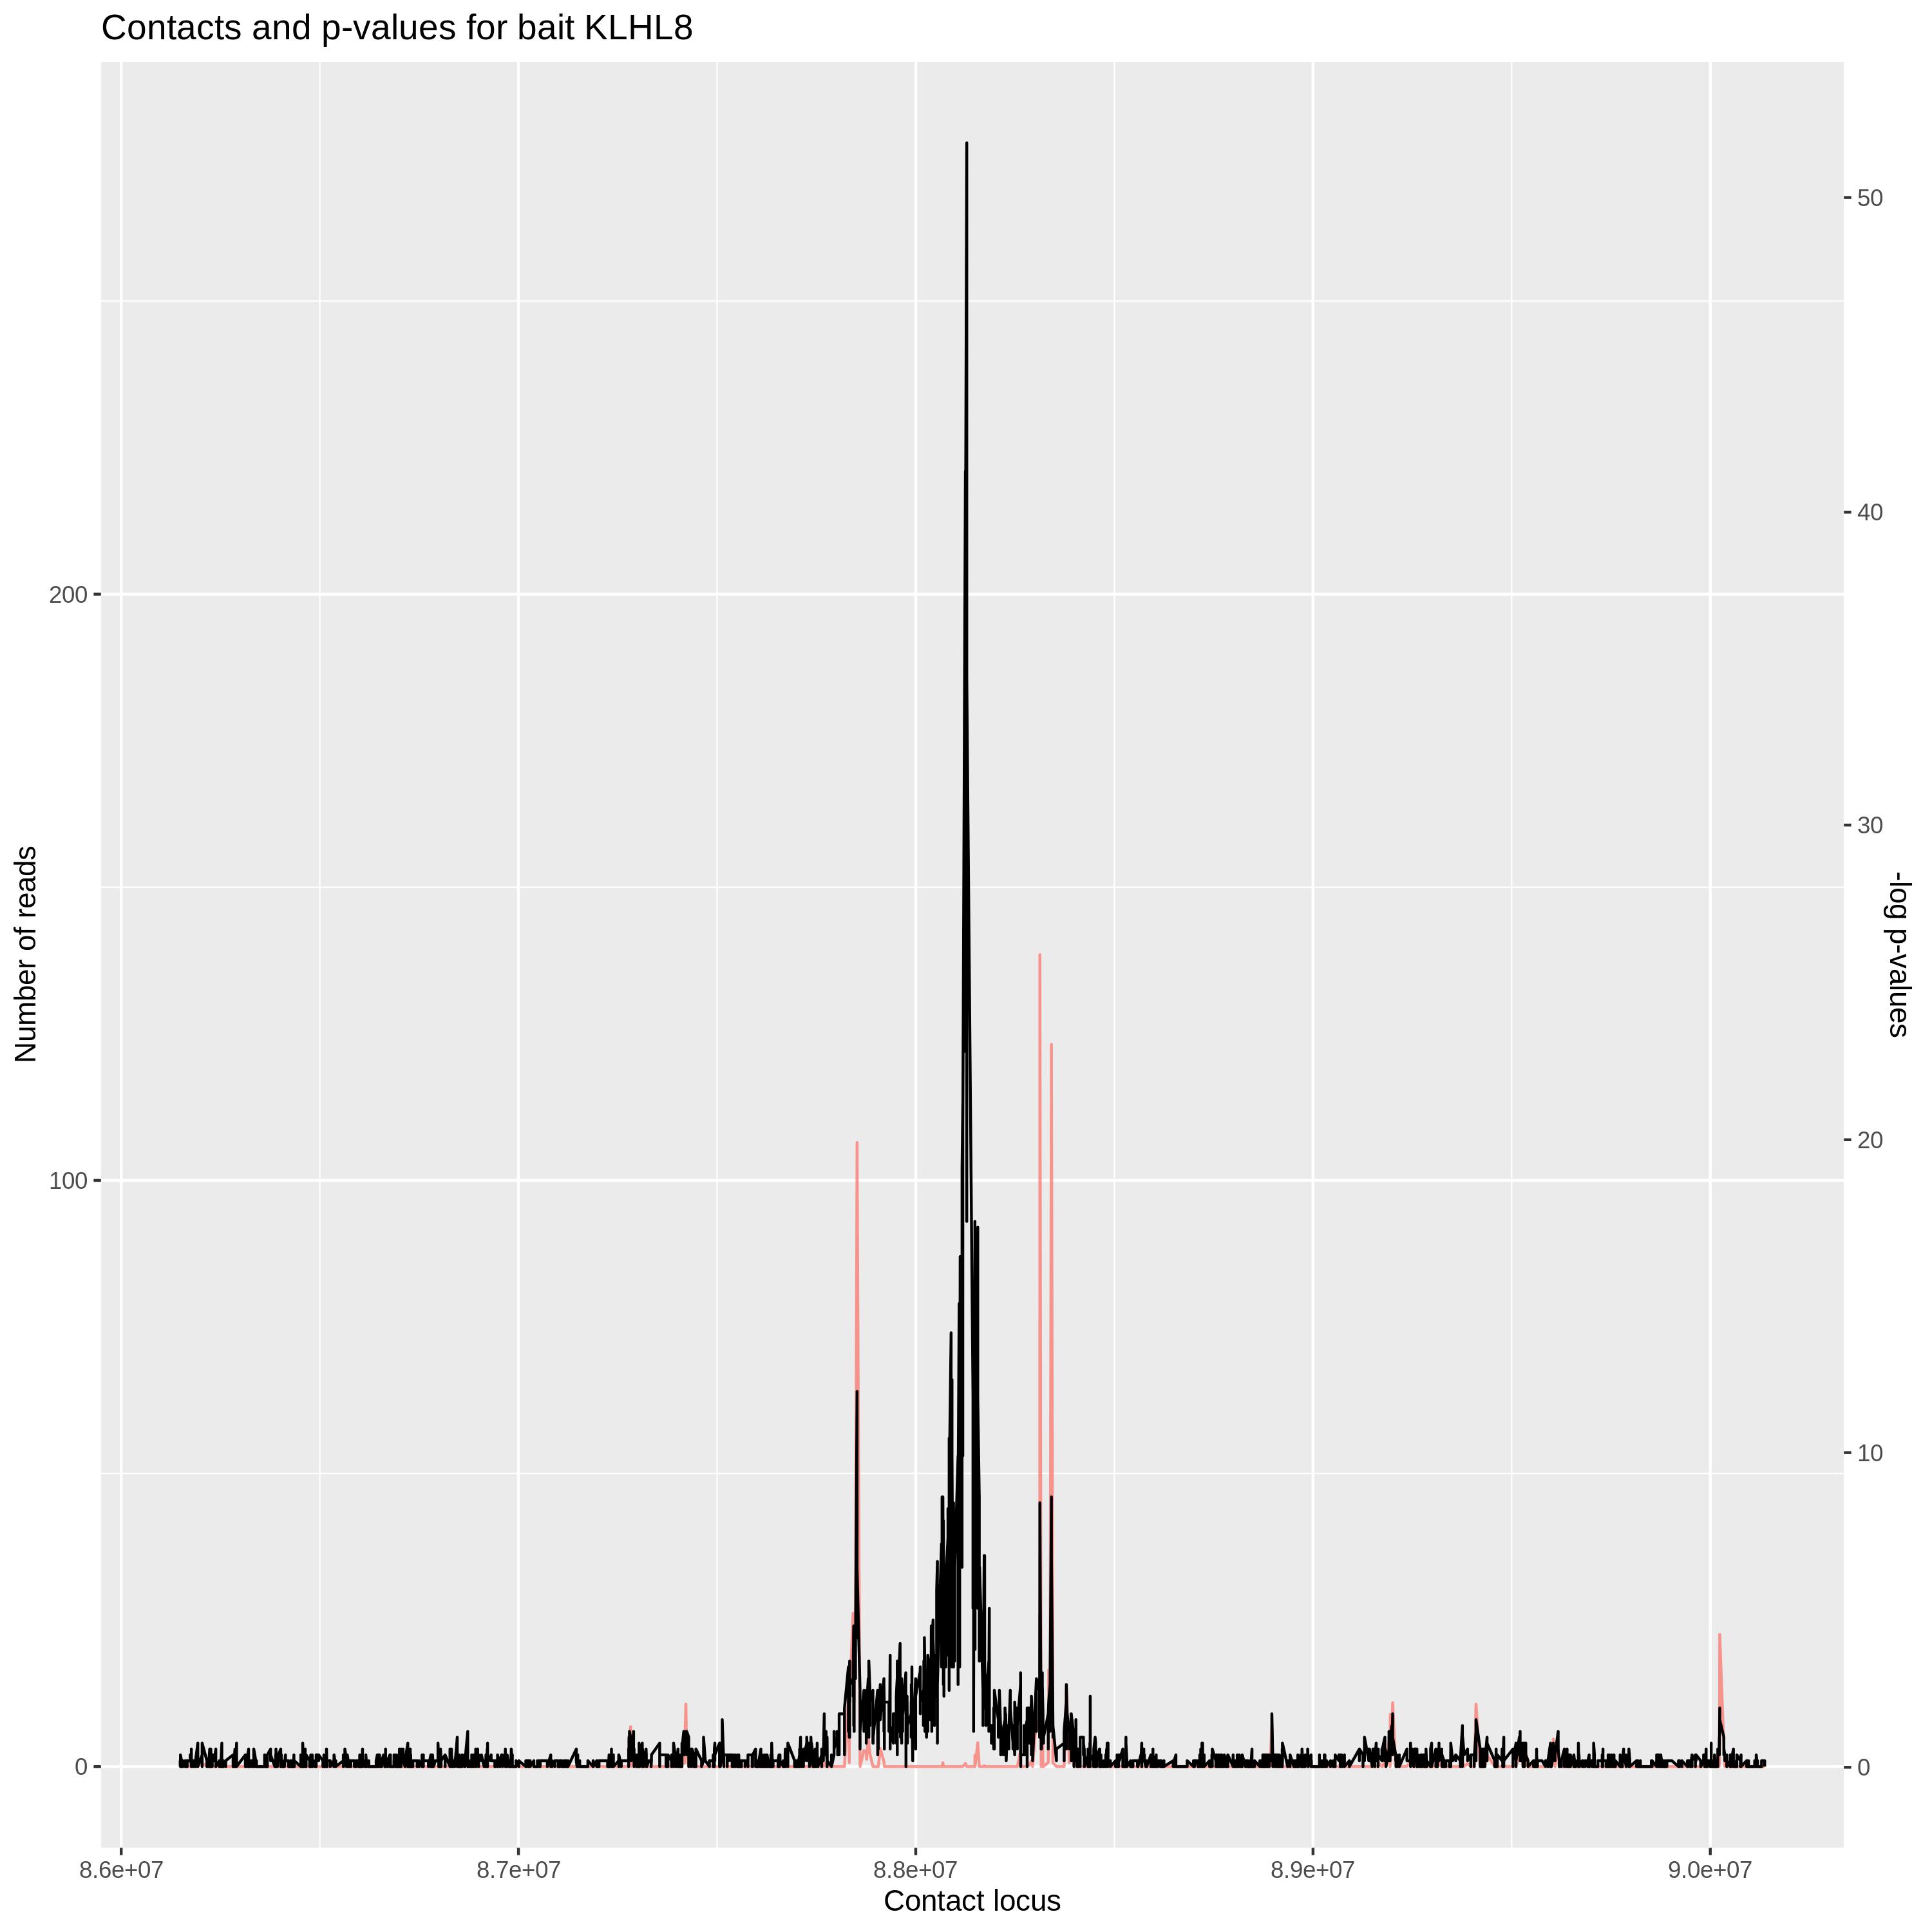 Contacts and p-values for bait KLHL8
Number of reads
200
100
0
50
40
30
20
10
0
-log p-values
8.6e+07
8.7e+07
8.8e+07
8.9e+07
9.0e+07
Contact locus